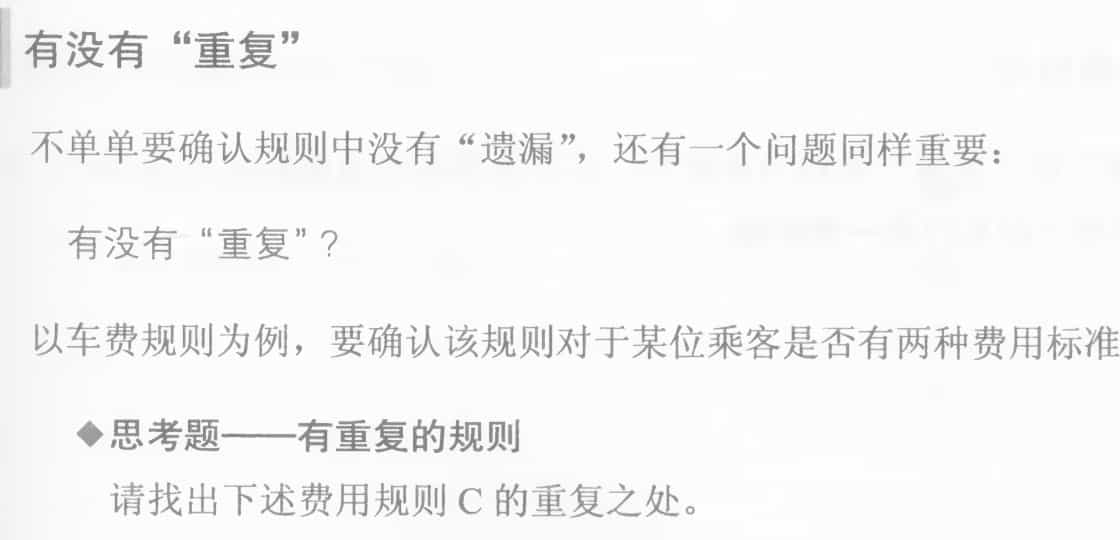 有没有“重复”
不单单要确认规则中没有“遗漏”，还有一个问题同样重要：
有没有“重复”？
以车费规则为例，要确认该规则对于某位乘客是否有两种费用标准
◆思考题——有重复的规则
请找出下述费用规则 C 的重复之处。